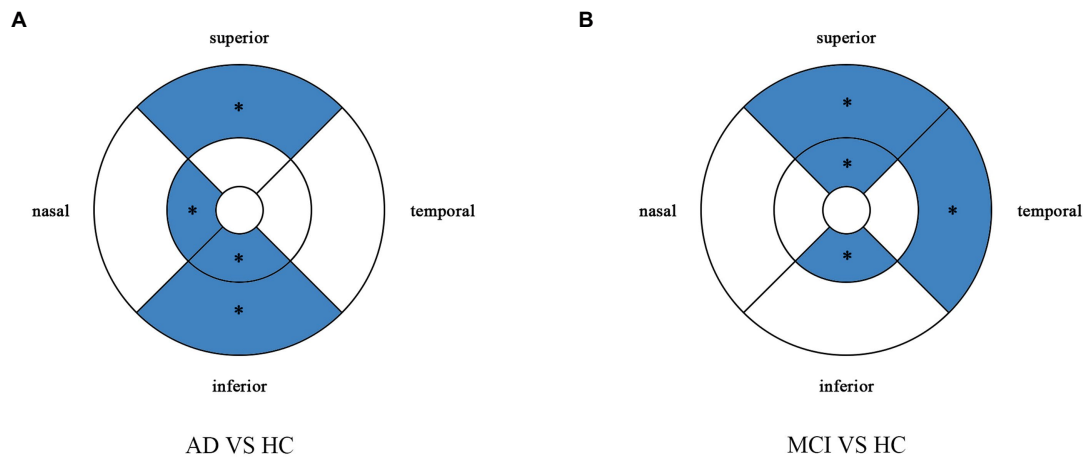 A
superior
*
*
nasal
temporal
*
*
inferior
AD VS HC
B
superior
*
*
nasal
*
temporal
*
inferior
MCI VS HC